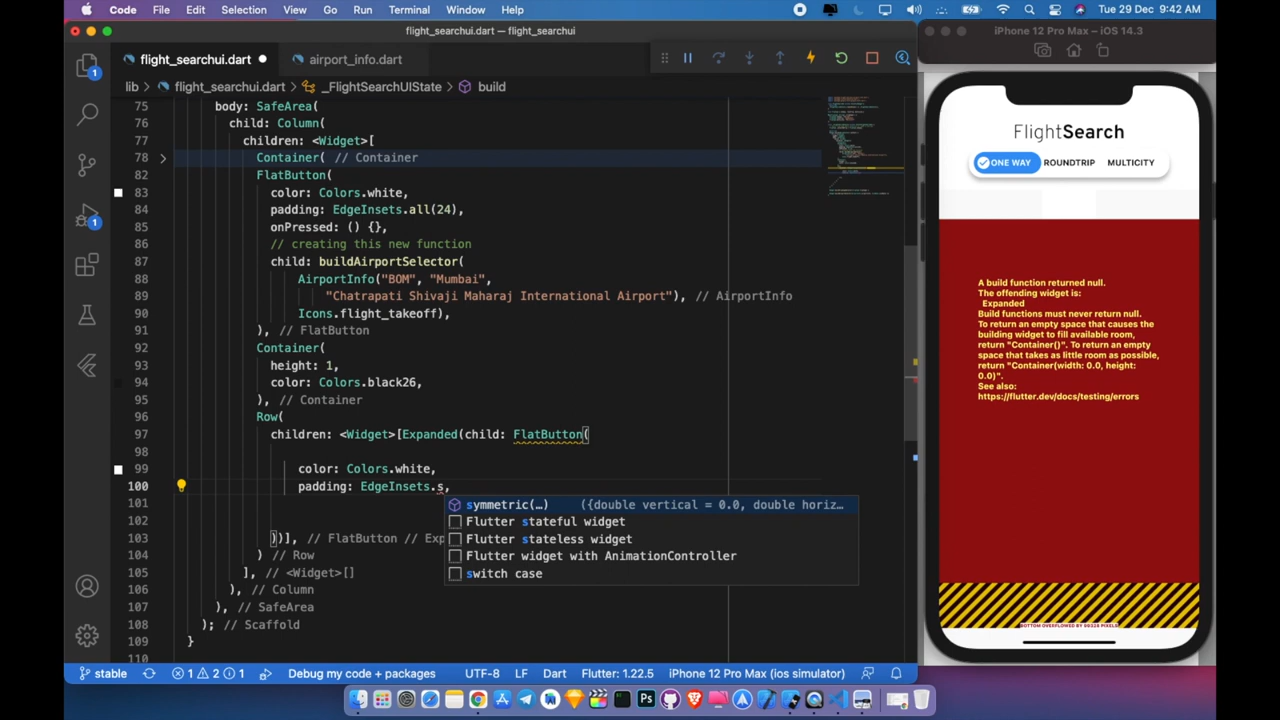 Code File Edit Selection View Go Run Terminal Window Help Tue 29 Dec 9:42 AM
flight_searchui.dart — flight_searchui
iPhone 12 Pro Max – iOS 14.3
flight_searchui.dart
airport_info.dart
lib > flight_searchui.dart > _FlightSearchUIState > build
75 body: SafeArea(
76 child: Column(
77 children: <Widget>[
78 Container( // Container
82 FlatButton(
83 color: Colors.white,
84 padding: EdgeInsets.all(24),
85 onPressed: () {},
86 // creating this new function
87 child: buildAirportSelector(
88 AirportInfo("BOM", "Mumbai",
89 "Chatrapati Shivaji Maharaj International Airport"), // AirportInfo
90 Icons.flight_takeoff),
91 ), // FlatButton
92 Container(
93 height: 1,
94 color: Colors.black26,
95 ), // Container
96 Row(
97 children: <Widget>[Expanded(child: FlatButton(
98
99 color: Colors.white,
100 padding: EdgeInsets.s,
101
102
103 ))], // FlatButton // Exp
104 ) // Row
105 ], // <Widget>[]
106 ), // Column
107 ), // SafeArea
108 ); // Scaffold
109 }
110
symmetric(…) ({double vertical = 0.0, double horiz…
Flutter stateful widget
Flutter stateless widget
Flutter widget with AnimationController
switch case
1
1
stable 1 2 1 Debug my code + packages UTF-8 LF Dart Flutter: 1.22.5 iPhone 12 Pro Max (ios simulator)
FlightSearch
ONE WAY ROUNDTRIP MULTICITY
A build function returned null.
The offending widget is:
Expanded
Build functions must never return null.
To return an empty space that causes the
building widget to fill available room,
return "Container()". To return an empty
space that takes as little room as possible,
return "Container(width: 0.0, height:
0.0)".
See also:
https://flutter.dev/docs/testing/errors
Ps